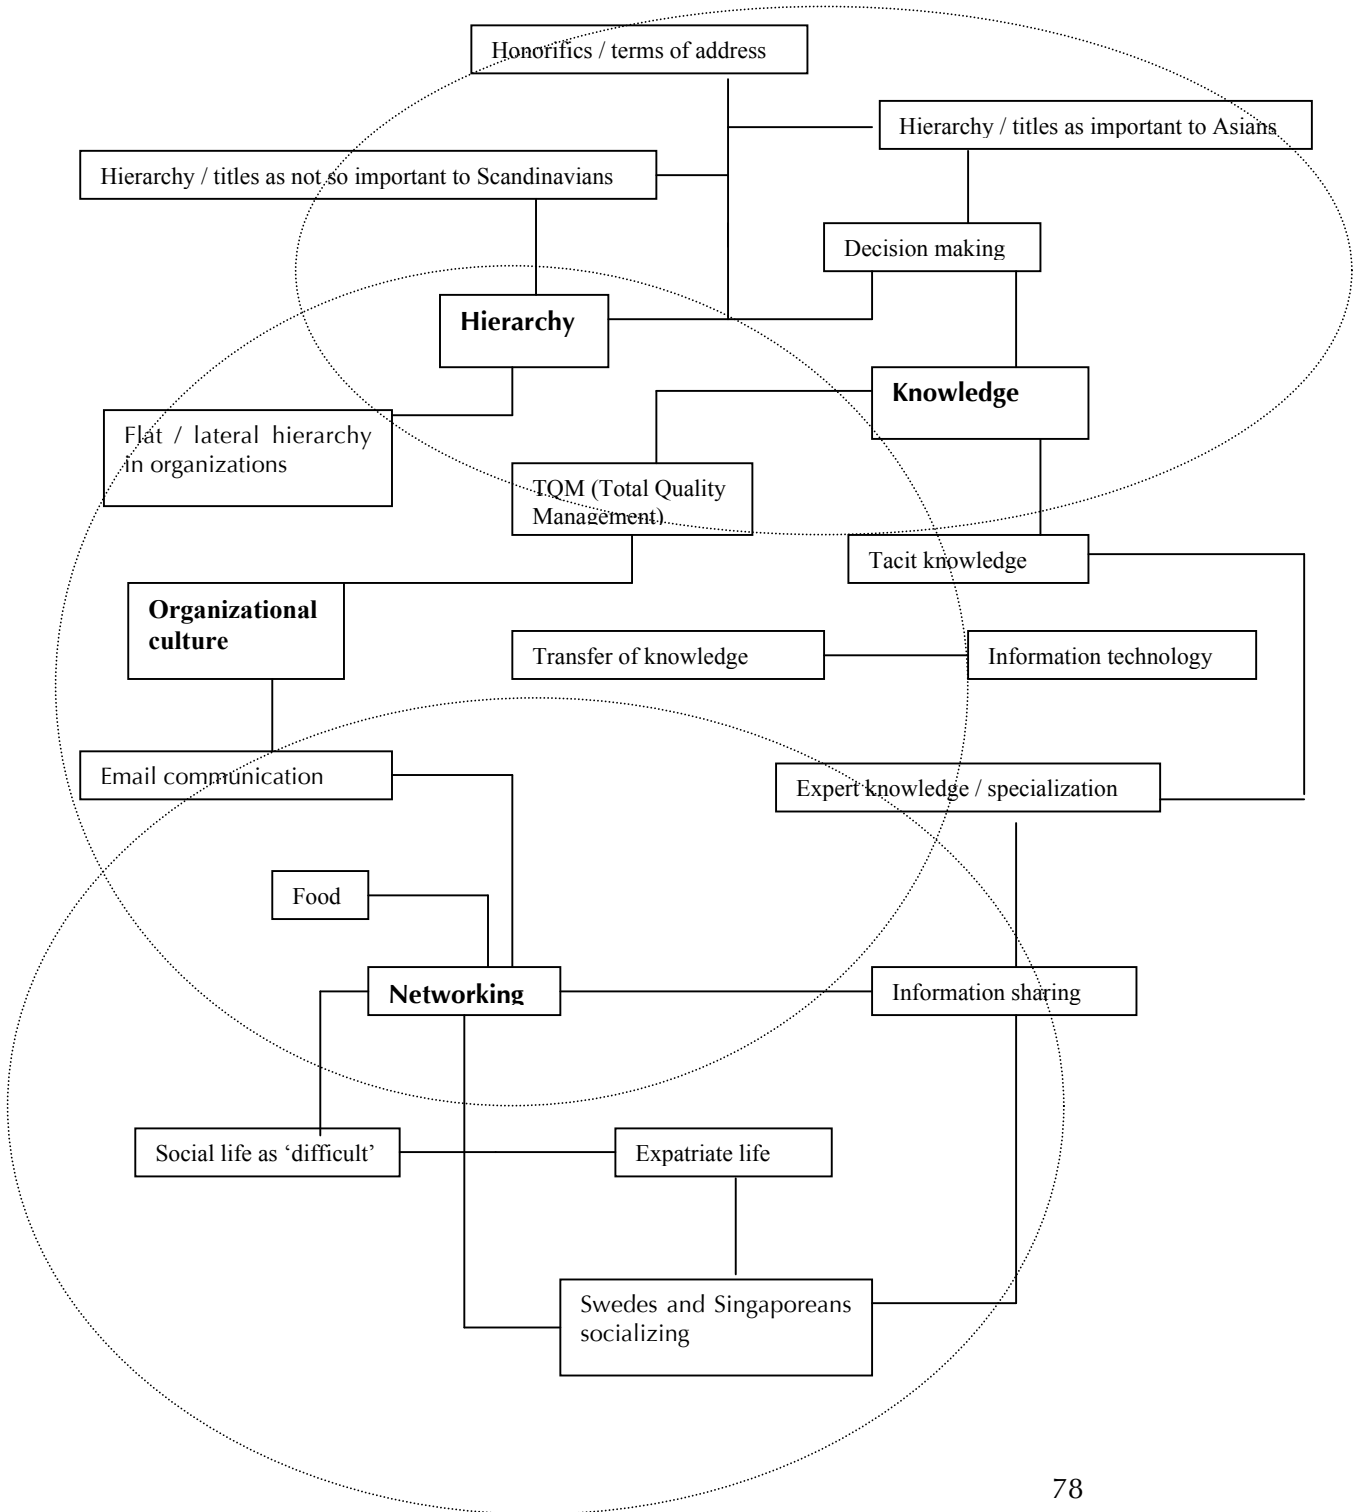 Honorifics / terms of address
Hierarchy / titles as important to Asians
Hierarchy / titles as not so important to Scandinavians
Decision making
Hierarchy
Knowledge
Flat / lateral hierarchy
in organizations
TQM (Total Quality
Management)
Tacit knowledge
Organizational
culture
Transfer of knowledge
Information technology
Email communication
Expert knowledge / specialization
Food
Networking
Information sharing
Social life as ‘difficult’
Expatriate life
Swedes and Singaporeans
socializing
78